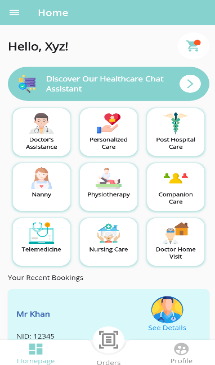 Home
Hello, Xyz!
Discover Our Healthcare Chat
Assistant
Doctor's
Assistance
Personalized
Care
Post Hospital
Care
Nanny
Physiotherapy
Companion
Care
Telemedicine
Nursing Care
Doctor Home
Visit
Your Recent Bookings
Mr Khan
See Details
NID: 12345
Homepage
Orders
Profile